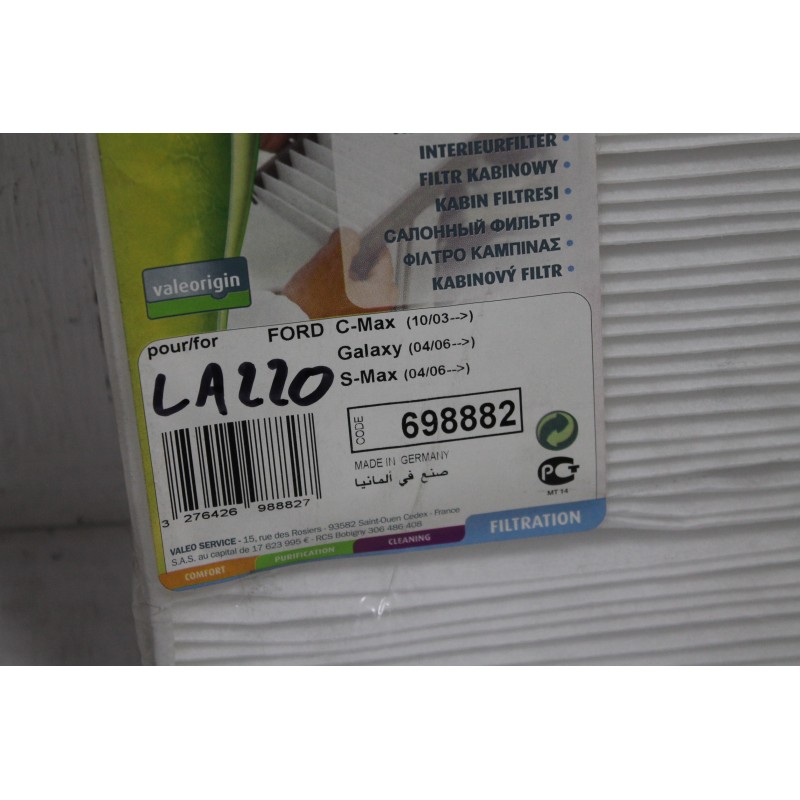 INTERIEURFILTER •
FILTR KABINOWY •
KABIN FILTRESI •
САЛОННЫЙ ФИЛЬТР •
ΦΙΛΤΡΟ ΚΑΜΠΙΝΑΣ •
KABINOVÝ FILTR •
valeorigin
pour/for FORD C-Max (10/03-->)
Galaxy (04/06-->)
S-Max (04/06-->)
LA220
CODE 698882
MADE IN GERMANY
صنع في ألمانيا
3 276426 988827
PCT
MT 14
VALEO SERVICE - 15, rue des Rosiers - 93582 Saint-Ouen Cedex - France
S.A.S. au capital de 17 623 995 € - RCS Bobigny 306 486 408
COMFORT PURIFICATION CLEANING FILTRATION